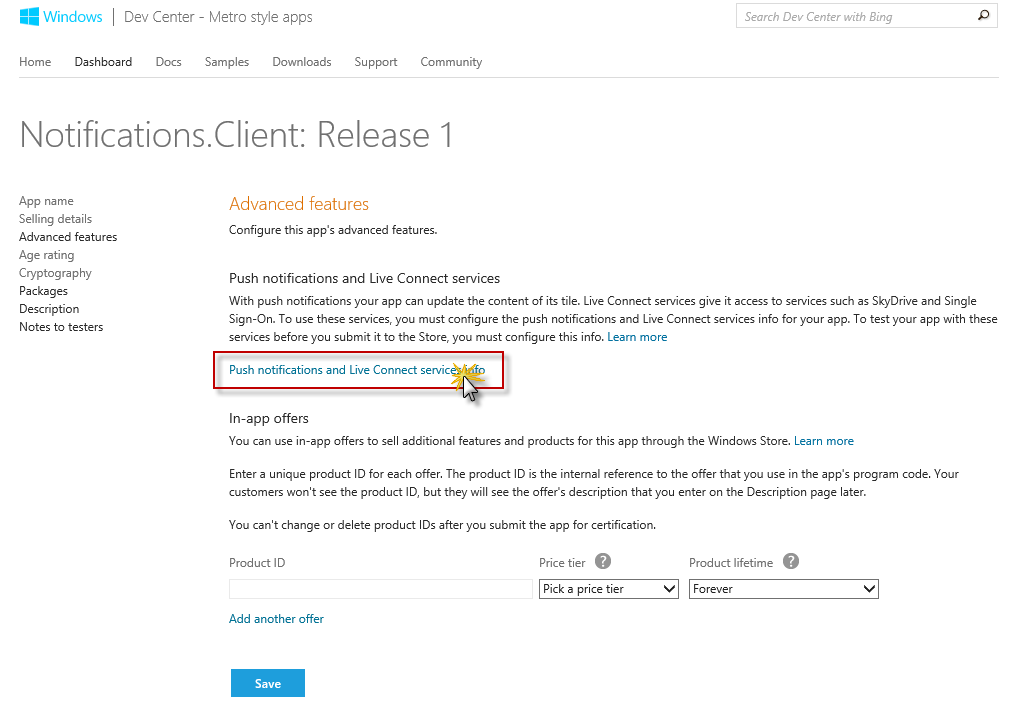 Windows | Dev Center - Metro style apps
Search Dev Center with Bing
Home Dashboard Docs Samples Downloads Support Community
Notifications.Client: Release 1
App name
Selling details
Advanced features
Age rating
Cryptography
Packages
Description
Notes to testers
Advanced features
Configure this app's advanced features.
Push notifications and Live Connect services
With push notifications your app can update the content of its tile. Live Connect services give it access to services such as SkyDrive and Single
Sign-On. To use these services, you must configure the push notifications and Live Connect services info for your app. To test your app with these
services before you submit it to the Store, you must configure this info. Learn more
Push notifications and Live Connect services info
In-app offers
You can use in-app offers to sell additional features and products for this app through the Windows Store. Learn more
Enter a unique product ID for each offer. The product ID is the internal reference to the offer that you use in the app's program code. Your
customers won't see the product ID, but they will see the offer's description that you enter on the Description page later.
You can't change or delete product IDs after you submit the app for certification.
Product ID Price tier ? Product lifetime ?
Pick a price tier Forever
Add another offer
Save